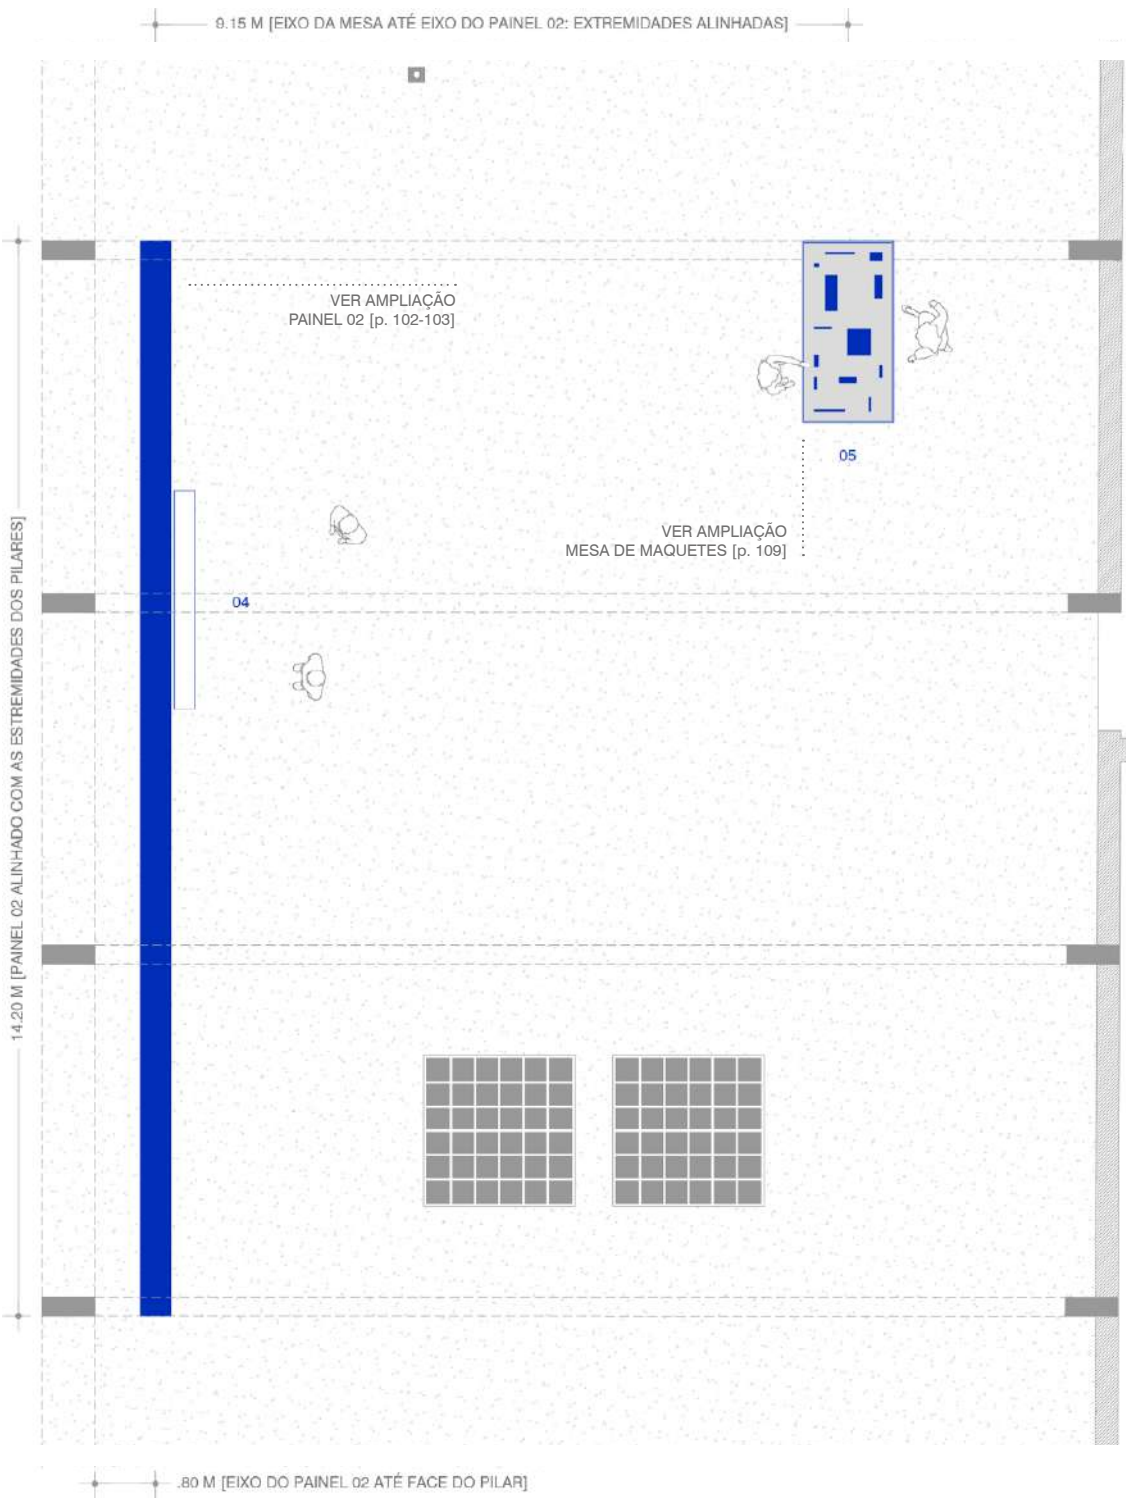 9.15 M [EIXO DA MESA ATÉ EIXO DO PAINEL 02: EXTREMIDADES ALINHADAS]
VER AMPLIAÇÃO
PAINEL 02 [p. 102-103]
05
VER AMPLIAÇÃO
MESA DE MAQUETES [p. 109]
04
14.20 M [PAINEL 02 ALINHADO COM AS ESTREMIDADES DOS PILARES]
.80 M [EIXO DO PAINEL 02 ATÉ FACE DO PILAR]